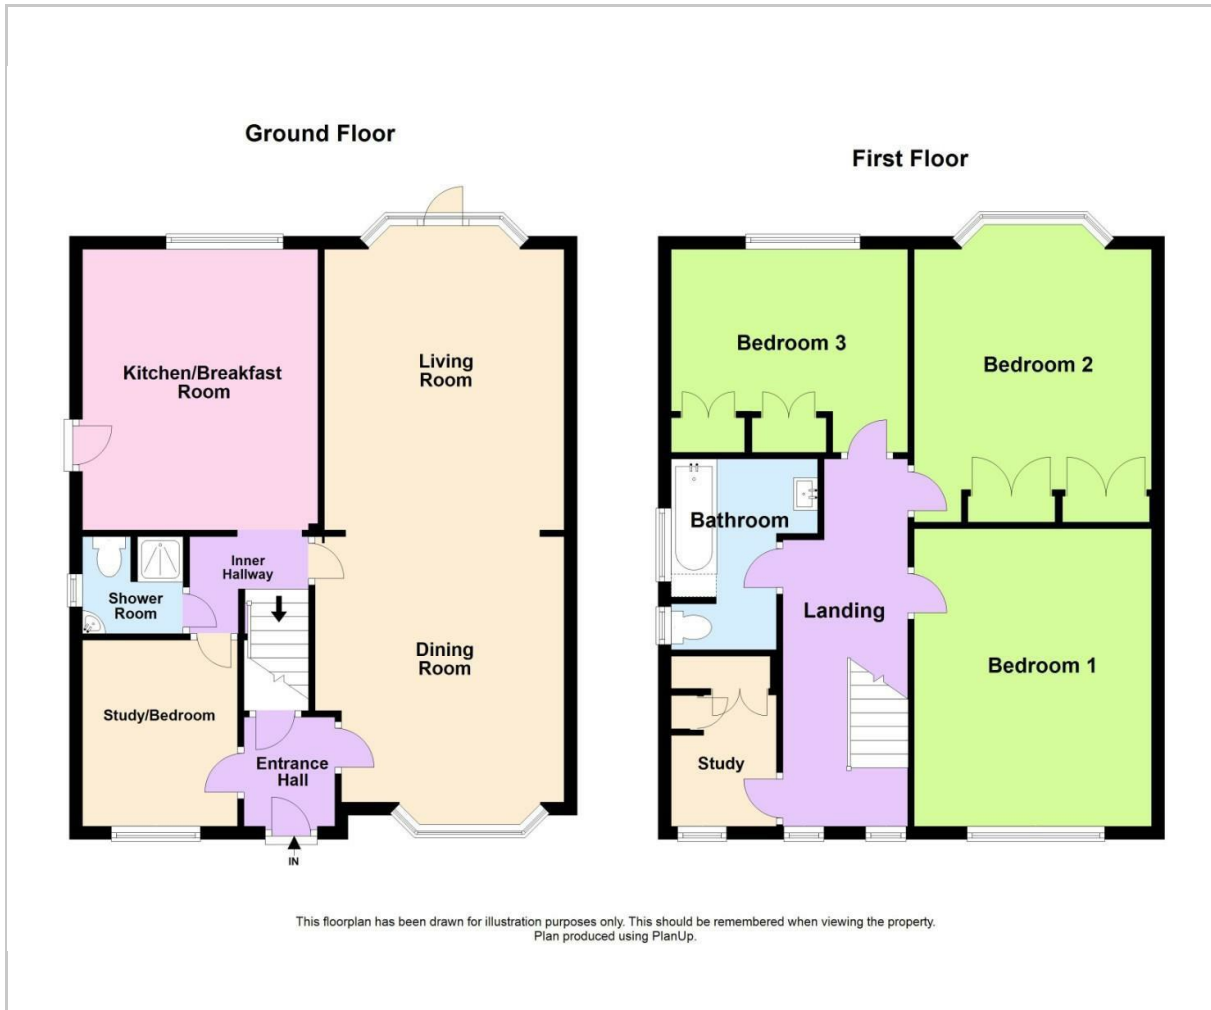 Ground Floor
Kitchen/Breakfast
Room
Living
Room
Inner
Hallway
Shower
Room
Dining
Room
Study/Bedroom
Entrance
Hall
IN
First Floor
Bedroom 3
Bedroom 2
Bathroom
Landing
Bedroom 1
Study
This floorplan has been drawn for illustration purposes only. This should be remembered when viewing the property.
Plan produced using PlanUp.